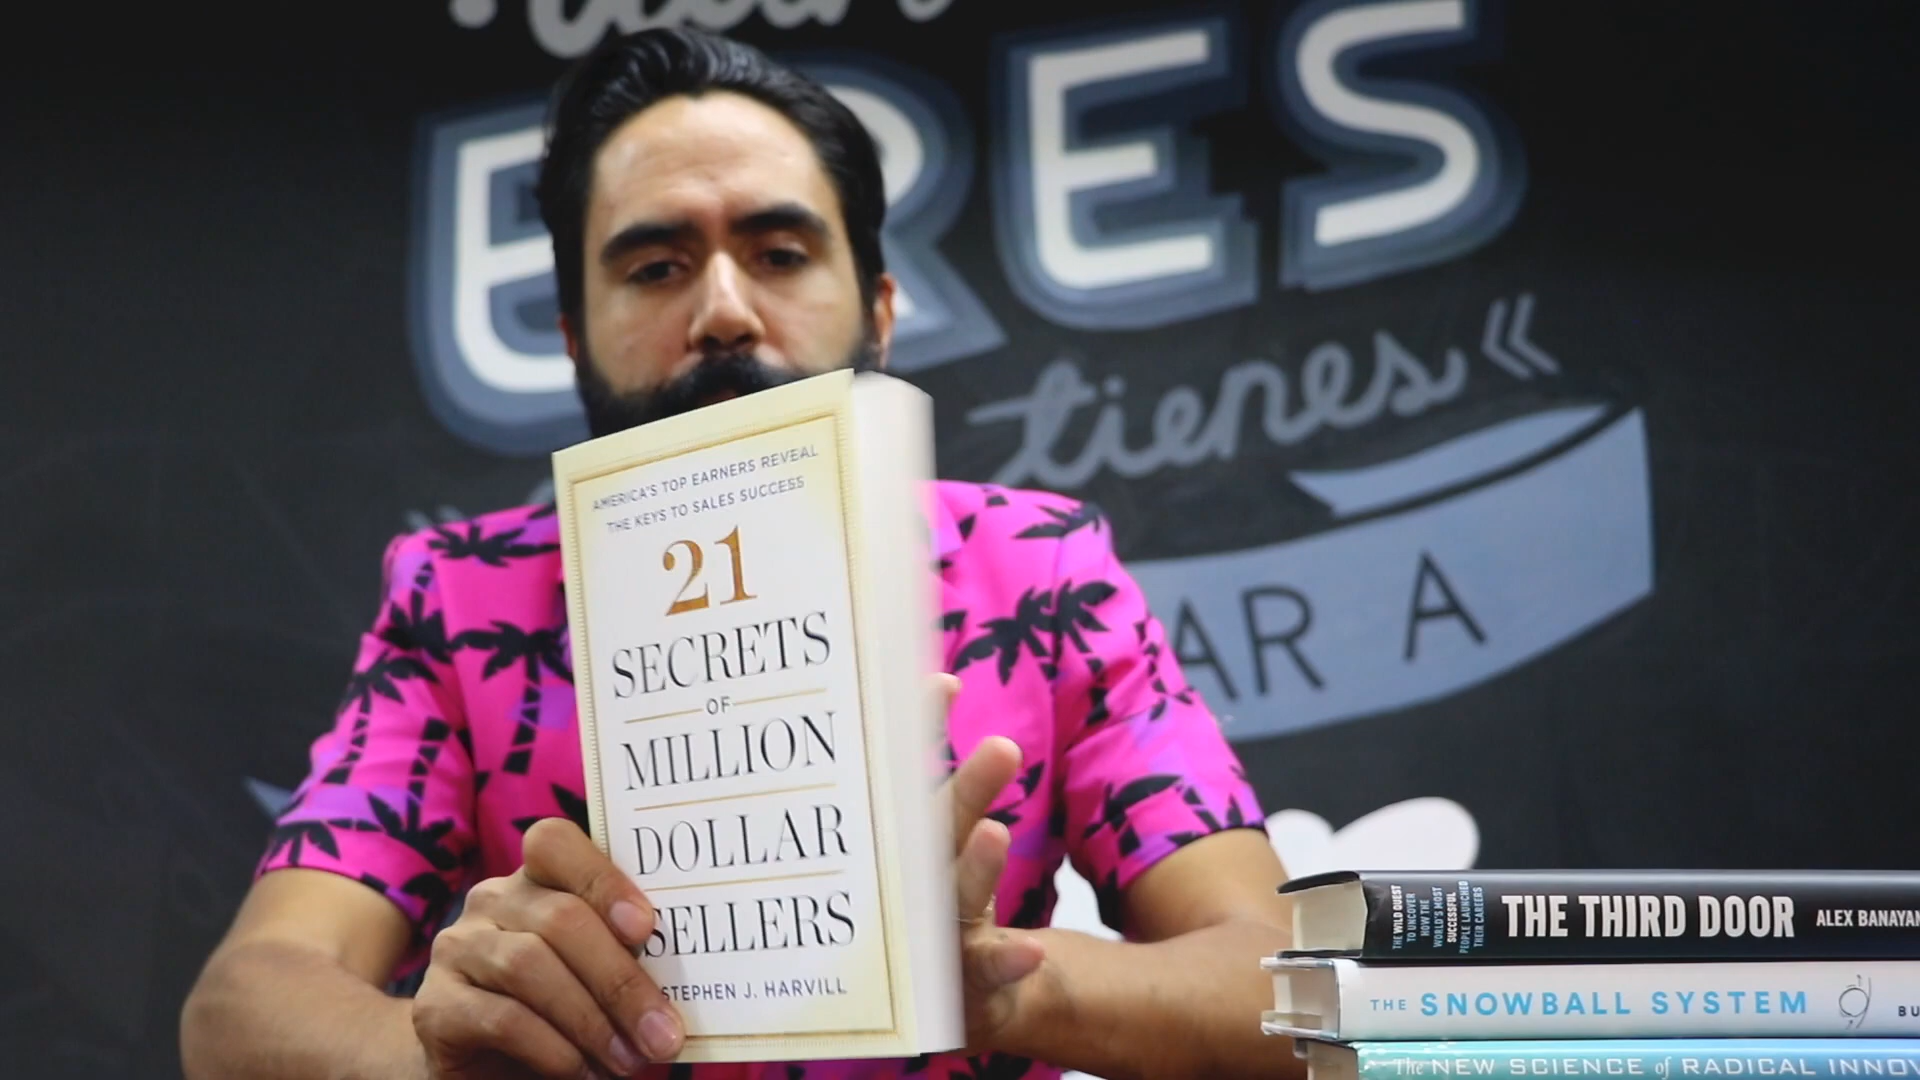 ERES
tienes «
AR A
AMERICA'S TOP EARNERS REVEAL
THE KEYS TO SALES SUCCESS
21
SECRETS
OF
MILLION
DOLLAR
SELLERS
STEPHEN J. HARVILL
THE WILD QUEST
TO UNCOVER
HOW THE
WORLD'S MOST
SUCCESSFUL
PEOPLE LAUNCHED
THEIR CAREERS
THE THIRD DOOR ALEX BANAYAN
THE SNOWBALL SYSTEM BU
The NEW SCIENCE of RADICAL INNOV